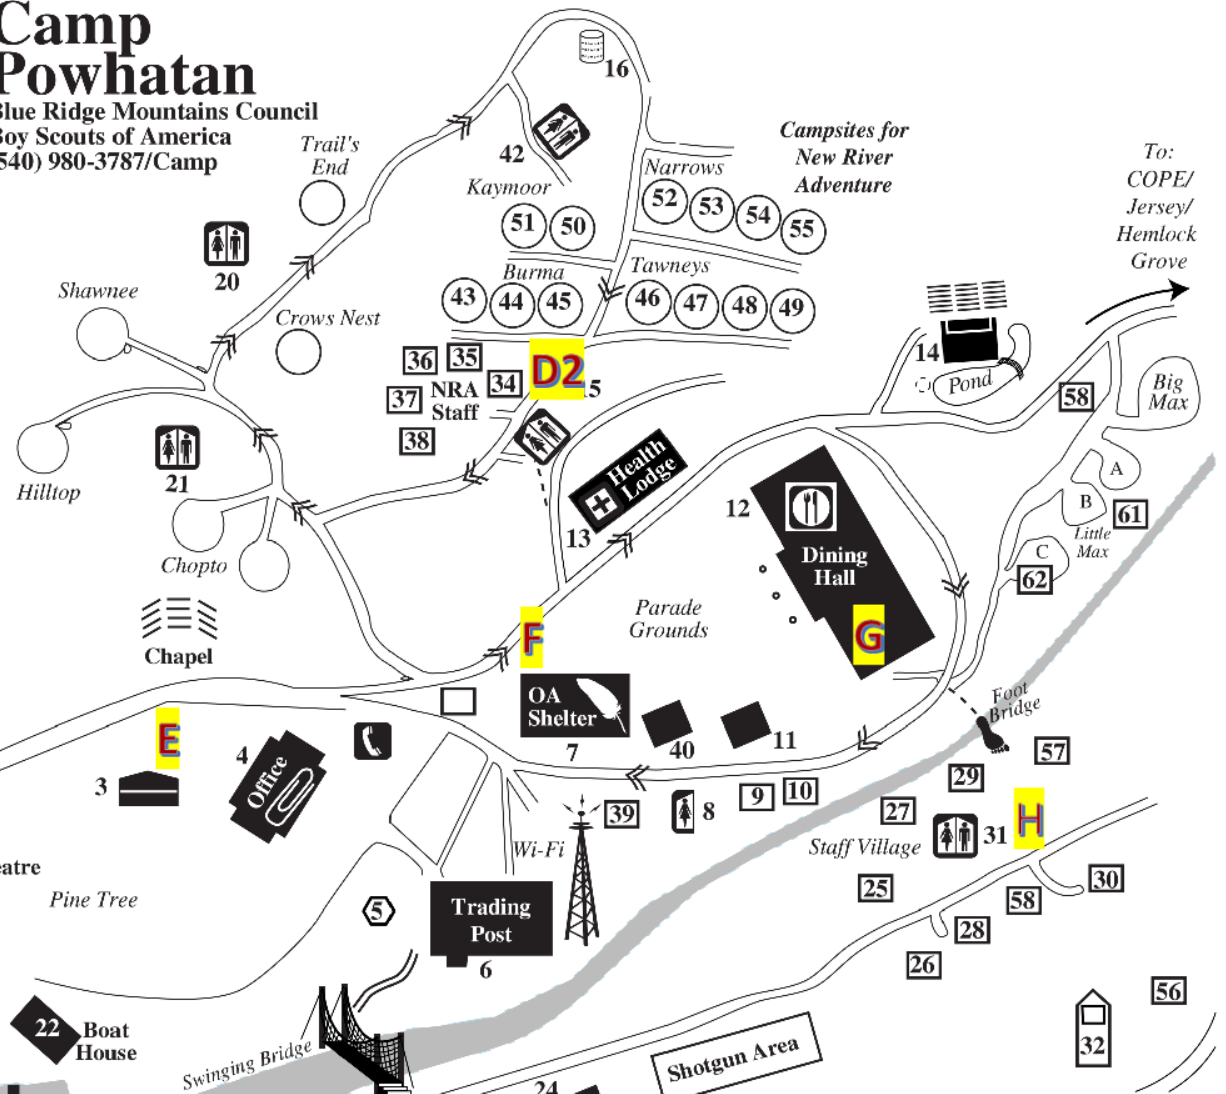 Camp
Powhatan
Blue Ridge Mountains Council
Boy Scouts of America
(540) 980-3787/Camp
16
Trail's
End
42
Kaymoor
Narrows
Campsites for
New River
Adventure
To:
COPE/
Jersey/
Hemlock
Grove
52
53
54
55
51
50
20
Shawnee
Burma
Tawneys
43
44
45
46
47
48
49
Crows Nest
36
35
34
D2
15
37
NRA
Staff
38
14
Pond
58
Big
Max
Hilltop
21
Health
Lodge
13
12
Dining
Hall
A
B
61
Little
Max
C
62
Chopto
Chapel
F
Parade
Grounds
G
OA
Shelter
7
40
11
Foot
Bridge
E
3
4
Office
57
29
39
8
9
10
27
H
31
Staff Village
Wi-Fi
25
30
58
28
26
eatre
Pine Tree
5
Trading
Post
6
56
32
22
Boat
House
Swinging Bridge
Shotgun Area
24